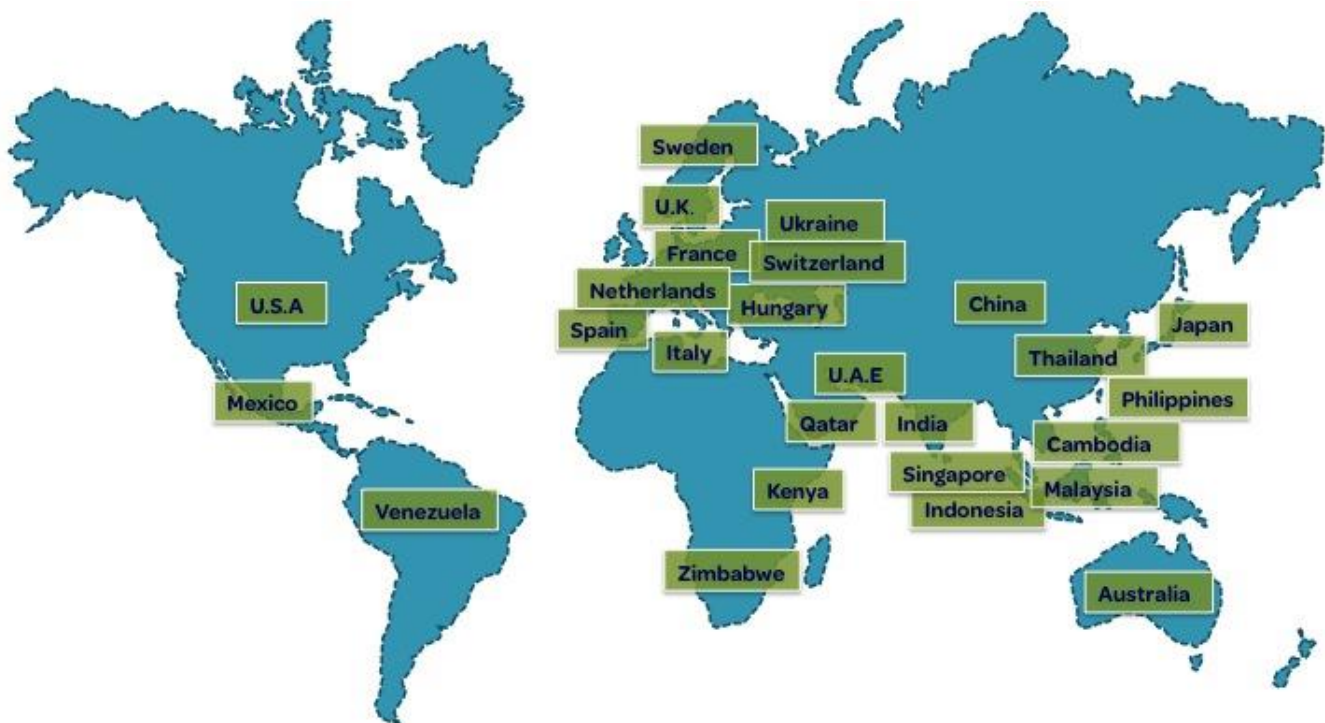 Sweden
U.K.
Ukraine
France
Switzerland
Netherlands
Hungary
U.S.A
China
Spain
Japan
Italy
Thailand
U.A.E
Mexico
Philippines
Qatar
India
Cambodia
Singapore
Kenya
Malaysia
Venezuela
Indonesia
Zimbabwe
Australia